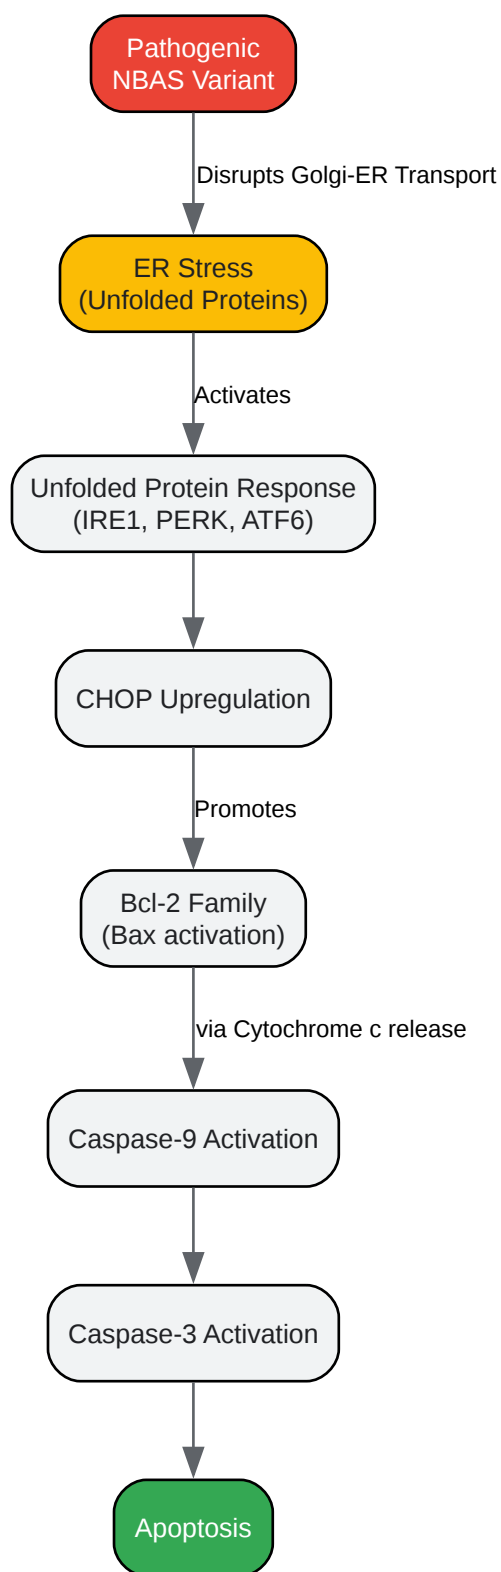 Pathogenic
NBAS Variant
Disrupts Golgi-ER Transport
ER Stress
(Unfolded Proteins)
Activates
Unfolded Protein Response
(IRE1, PERK, ATF6)
CHOP Upregulation
Promotes
Bcl-2 Family
(Bax activation)
via Cytochrome c release
Caspase-9 Activation
Caspase-3 Activation
Apoptosis